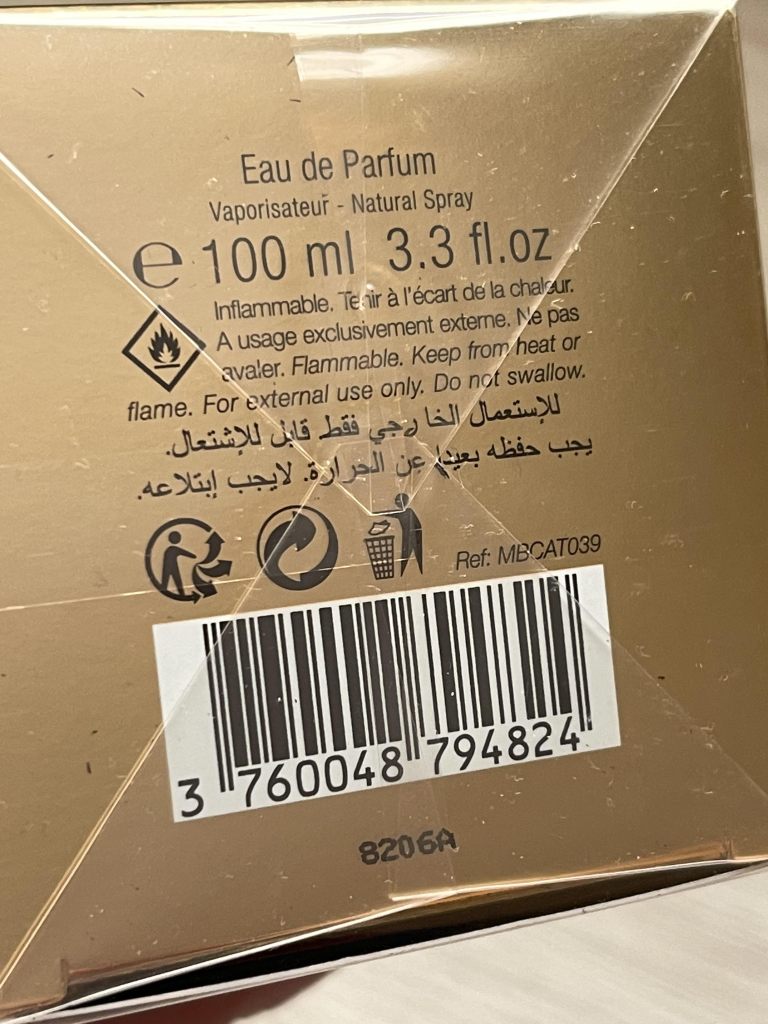 Eau de Parfum
Vaporisateur - Natural Spray
℮ 100 ml 3.3 fl.oz
Inflammable. Tenir à l'écart de la chaleur.
A usage exclusivement externe. Ne pas
avaler. Flammable. Keep from heat or
flame. For external use only. Do not swallow.
للإستعمال الخارجي فقط قابل للإشتعال.
يجب حفظه بعيدا عن الحرارة. لايجب إبتلاعه.
Ref: MBCAT039
3 760048 794824
8206A